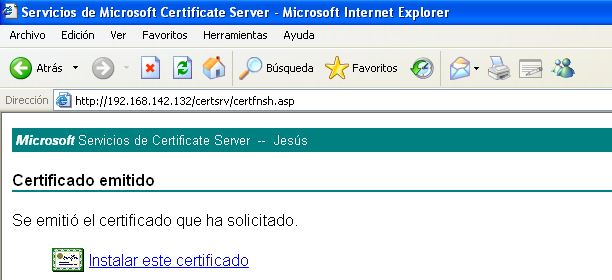 Servicios de Microsoft Certificate Server - Microsoft Internet Explorer
Archivo Edición Ver Favoritos Herramientas Ayuda
Atrás Búsqueda Favoritos
Dirección http://192.168.142.132/certsrv/certfnsh.asp
Microsoft Servicios de Certificate Server -- Jesús
Certificado emitido
Se emitió el certificado que ha solicitado.
Instalar este certificado